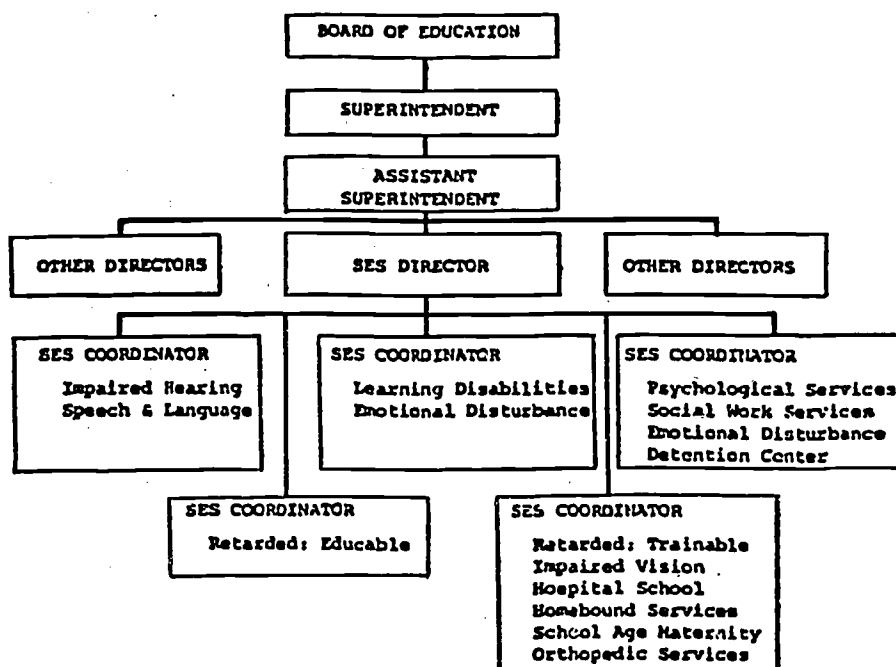 BOARD OF EDUCATION
SUPERINTENDENT
ASSISTANT
SUPERINTENDENT
OTHER DIRECTORS
SES DIRECTOR
OTHER DIRECTORS
SES COORDINATOR
Impaired Hearing
Speech & Language
SES COORDINATOR
Learning Disabilities
Emotional Disturbance
SES COORDINATOR
Psychological Services
Social Work Services
Emotional Disturbance
Detention Center
SES COORDINATOR
Retarded: Educable
SES COORDINATOR
Retarded: Trainable
Impaired Vision
Hospital School
Homebound Services
School Age Maternity
Orthopedic Services